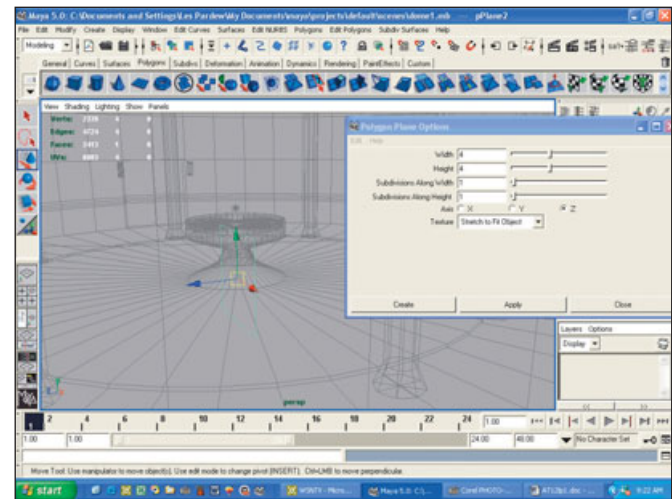 Maya 5.0: C:\Documents and Settings\Les Pardew\My Documents\maya\projects\default\scenes\dome1.mb --- pPlane2
File Edit Modify Create Display Window Edit Curves Surfaces Edit NURBS Polygons Edit Polygons Subdiv Surfaces Help
Modeling
General Curves Surfaces Polygons Subdivs Deformation Animation Dynamics Rendering PaintEffects Custom
View Shading Lighting Show Panels
Verts:
Edges:
Faces:
UVs:
Polygon Plane Options
Edit Help
Width 4
Height 4
Subdivisions Along Width 1
Subdivisions Along Height 1
Axis X Y Z
Texture Stretch to Fit Object
Create Apply Close
Layers Options
Display
persp
2 4 6 8 10 12 14 16 18 20 22 24 1.00
1.00 1.00 24.00 48.00 No Character Set
Move Tool: Use manipulator to move object(s). Use edit mode to change pivot (INSERT). Ctrl+LMB to move perpendicular.
start Maya 5.0: C:\... Corel PHOTO-... 9:22 AM